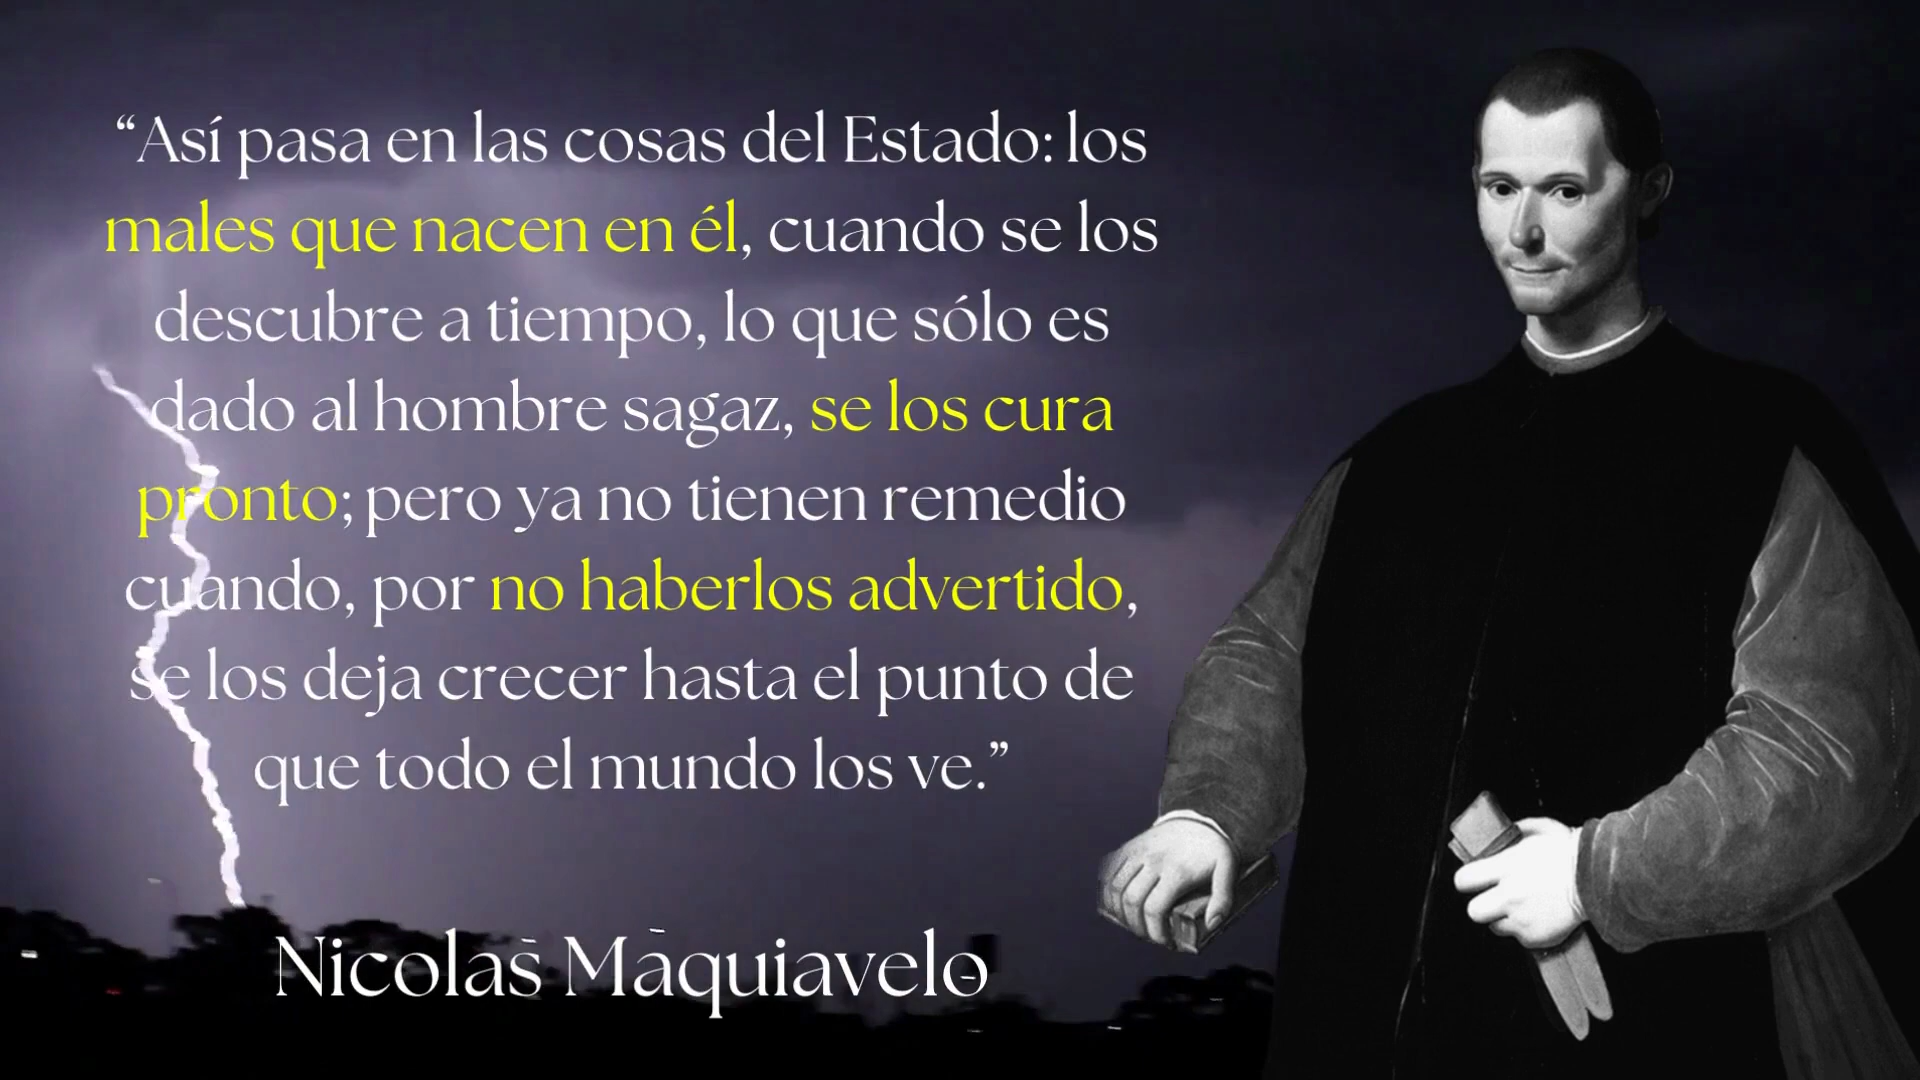 “Así pasa en las cosas del Estado: los
males que nacen en él, cuando se los
descubre a tiempo, lo que sólo es
dado al hombre sagaz, se los cura
pronto; pero ya no tienen remedio
cuando, por no haberlos advertido,
se los deja crecer hasta el punto de
que todo el mundo los ve.”
Nicolas Maquiavelo